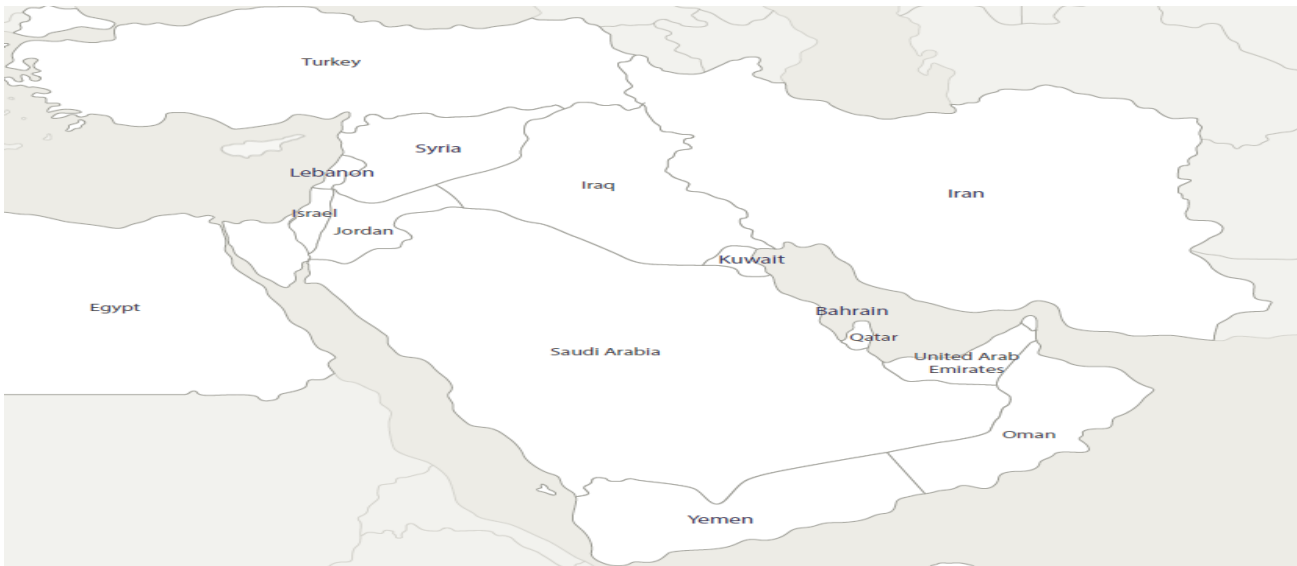 Turkey
Syria
Lebanon
Iraq
Iran
Israel
Jordan
Kuwait
Egypt
Bahrain
Qatar
Saudi Arabia
United Arab
Emirates
Oman
Yemen